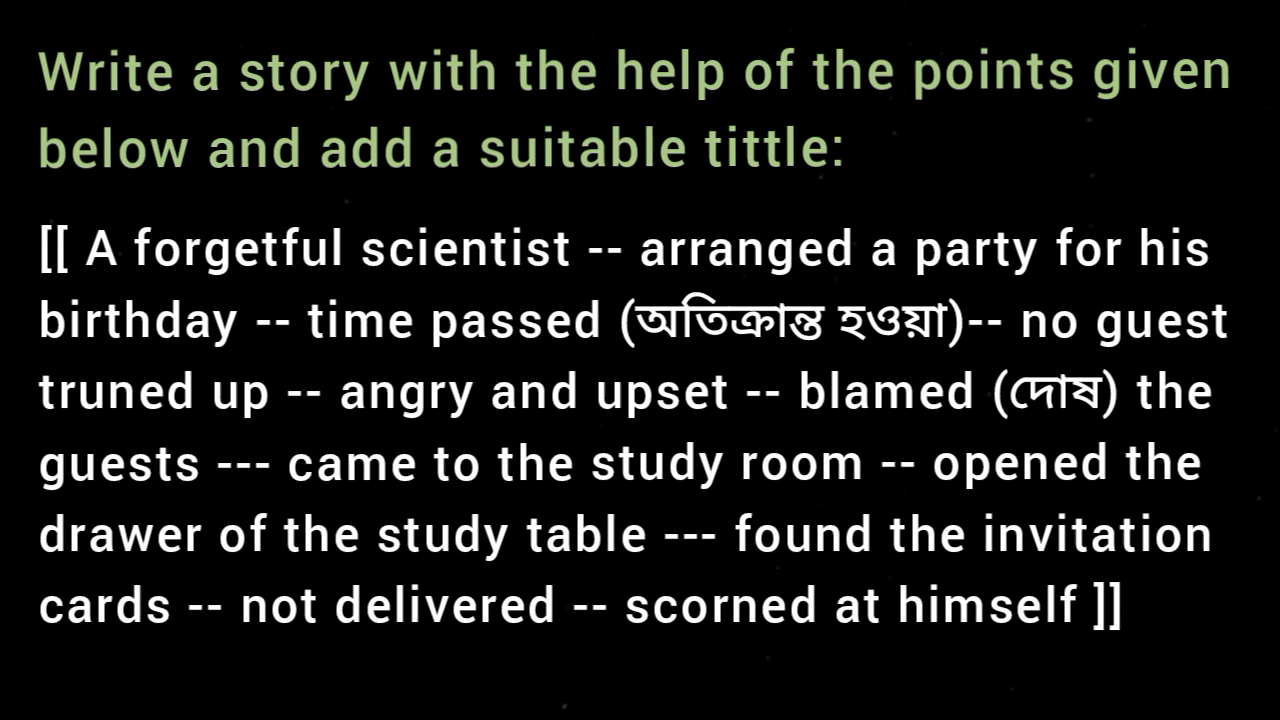 Write a story with the help of the points given
below and add a suitable tittle:
[[ A forgetful scientist -- arranged a party for his
birthday -- time passed (অতিক্রান্ত হওয়া)-- no guest
truned up -- angry and upset -- blamed (দোষ) the
guests --- came to the study room -- opened the
drawer of the study table --- found the invitation
cards -- not delivered -- scorned at himself ]]